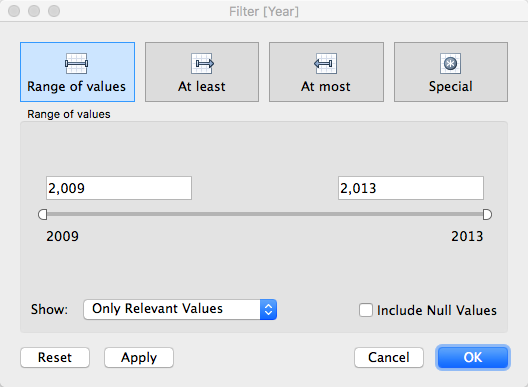 Filter [Year]
Range of values At least At most Special
Range of values
2,009 2,013
2009 2013
Show: Only Relevant Values Include Null Values
Reset Apply Cancel OK